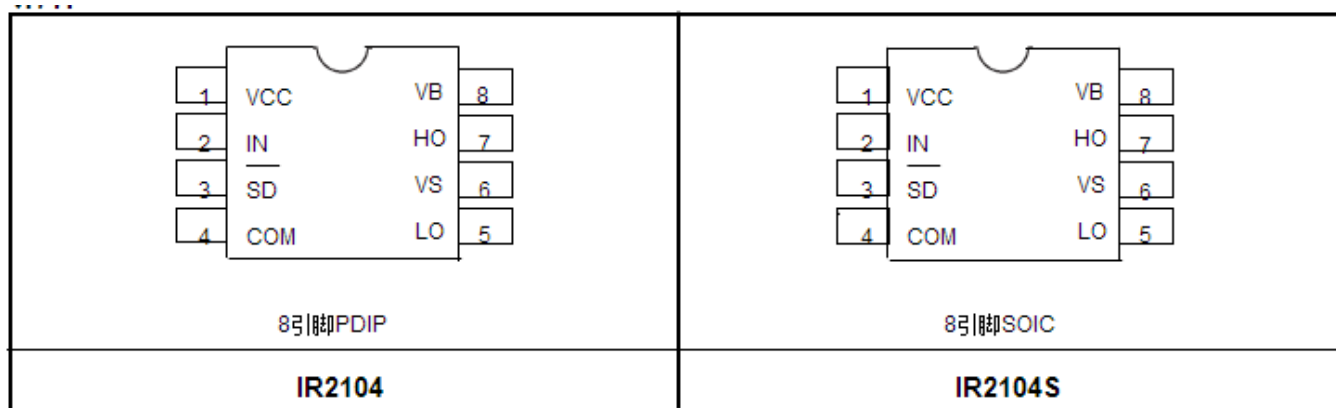 1 VCC VB 8
2 IN HO 7
3 SD VS 6
4 COM LO 5
8引脚PDIP
IR2104
1 VCC VB 8
2 IN HO 7
3 SD VS 6
4 COM LO 5
8引脚SOIC
IR2104S